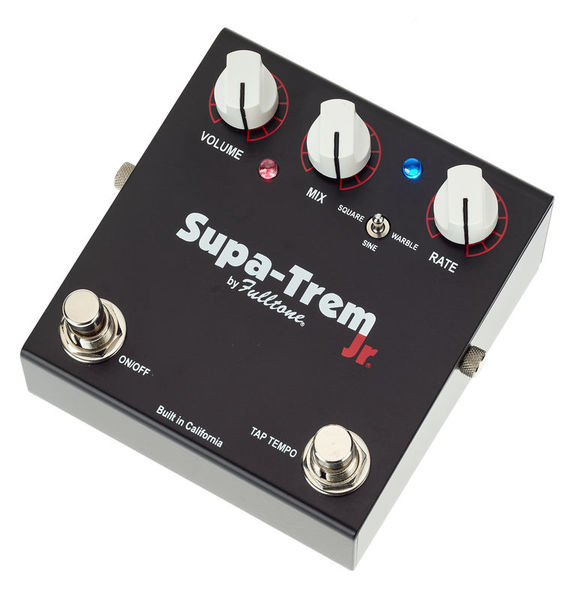 VOLUME
MIX
RATE
SQUARE
WARBLE
SINE
Supa-Trem
by Fulltone®
Jr.®
ON/OFF
TAP TEMPO
Built in California